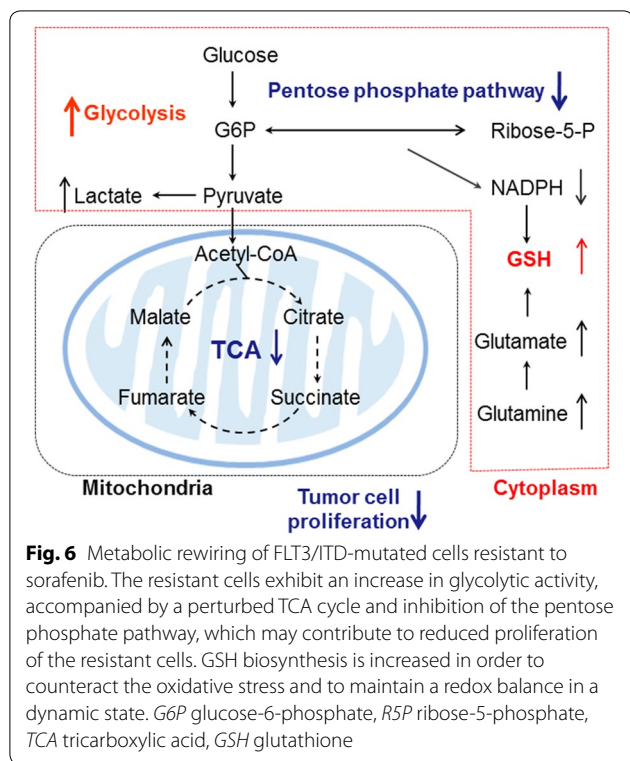 Glucose
Pentose phosphate pathway
Glycolysis
G6P
Ribose-5-P
Lactate
Pyruvate
NADPH
Acetyl-CoA
GSH
Malate
Citrate
TCA
Glutamate
Fumarate
Succinate
Glutamine
Mitochondria
Cytoplasm
Tumor cell
proliferation
Fig. 6 Metabolic rewiring of FLT3/ITD-mutated cells resistant to
sorafenib. The resistant cells exhibit an increase in glycolytic activity,
accompanied by a perturbed TCA cycle and inhibition of the pentose
phosphate pathway, which may contribute to reduced proliferation
of the resistant cells. GSH biosynthesis is increased in order to
counteract the oxidative stress and to maintain a redox balance in a
dynamic state. G6P glucose-6-phosphate, R5P ribose-5-phosphate,
TCA tricarboxylic acid, GSH glutathione